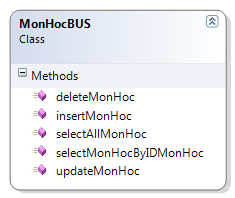 MonHocBUS
Class
Methods
deleteMonHoc
insertMonHoc
selectAllMonHoc
selectMonHocByIDMonHoc
updateMonHoc